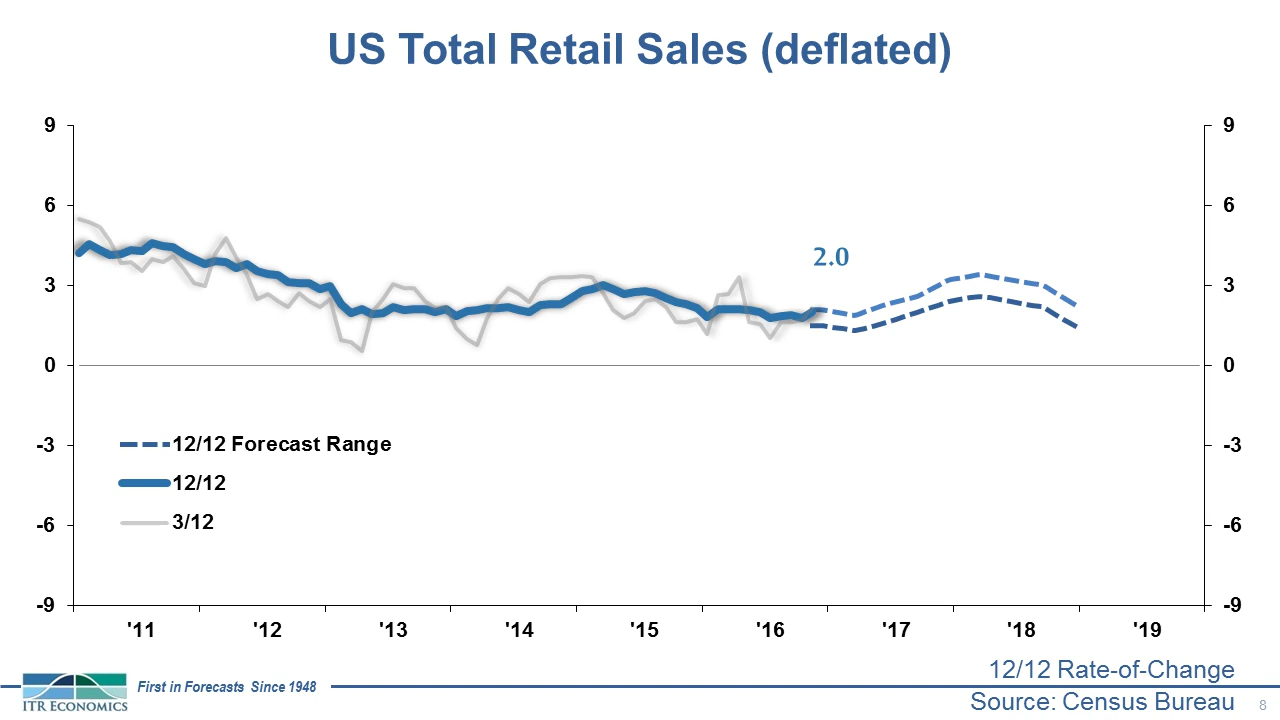 US Total Retail Sales (deflated)
9 9
6 6
2.0
3 3
0 0
12/12 Forecast Range
-3 -3
12/12
3/12
-6 -6
-9 -9
'11 '12 '13 '14 '15 '16 '17 '18 '19
12/12 Rate-of-Change
First in Forecasts Since 1948
ITR ECONOMICS
Source: Census Bureau 8